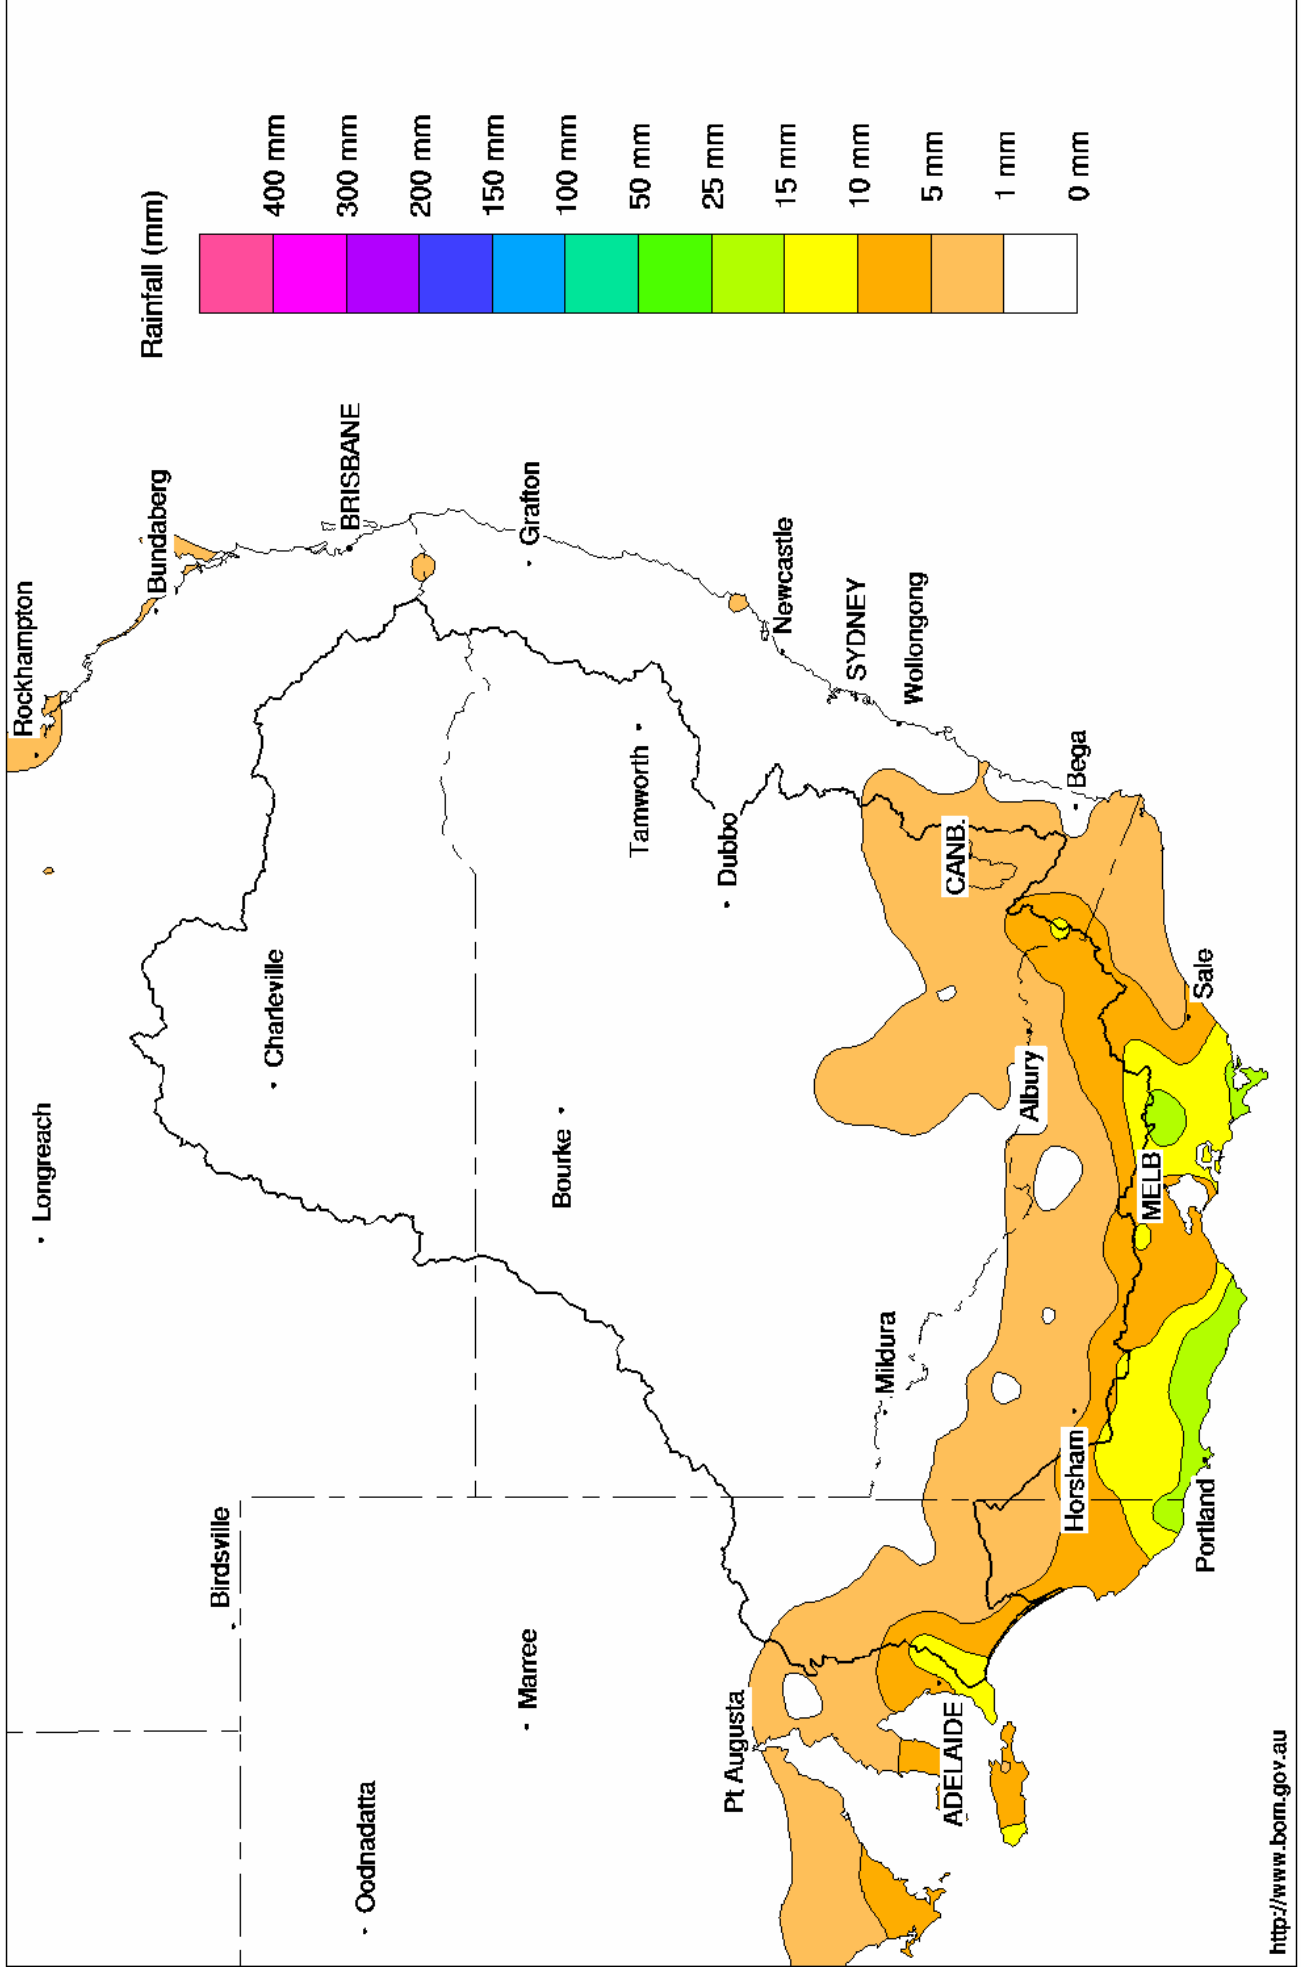 Rainfall (mm)
400 mm
300 mm
200 mm
150 mm
100 mm
50 mm
25 mm
15 mm
10 mm
5 mm
1 mm
0 mm
Rockhampton
Longreach
Bundaberg
Birdsville
Charleville
BRISBANE
Oodnadatta
Grafton
Marree
Bourke
Tamworth
Pt Augusta
Dubbo
Newcastle
SYDNEY
Mildura
Wollongong
ADELAIDE
CANB.
Albury
Horsham
Bega
MELB
Portland
Sale
http://www.bom.gov.au